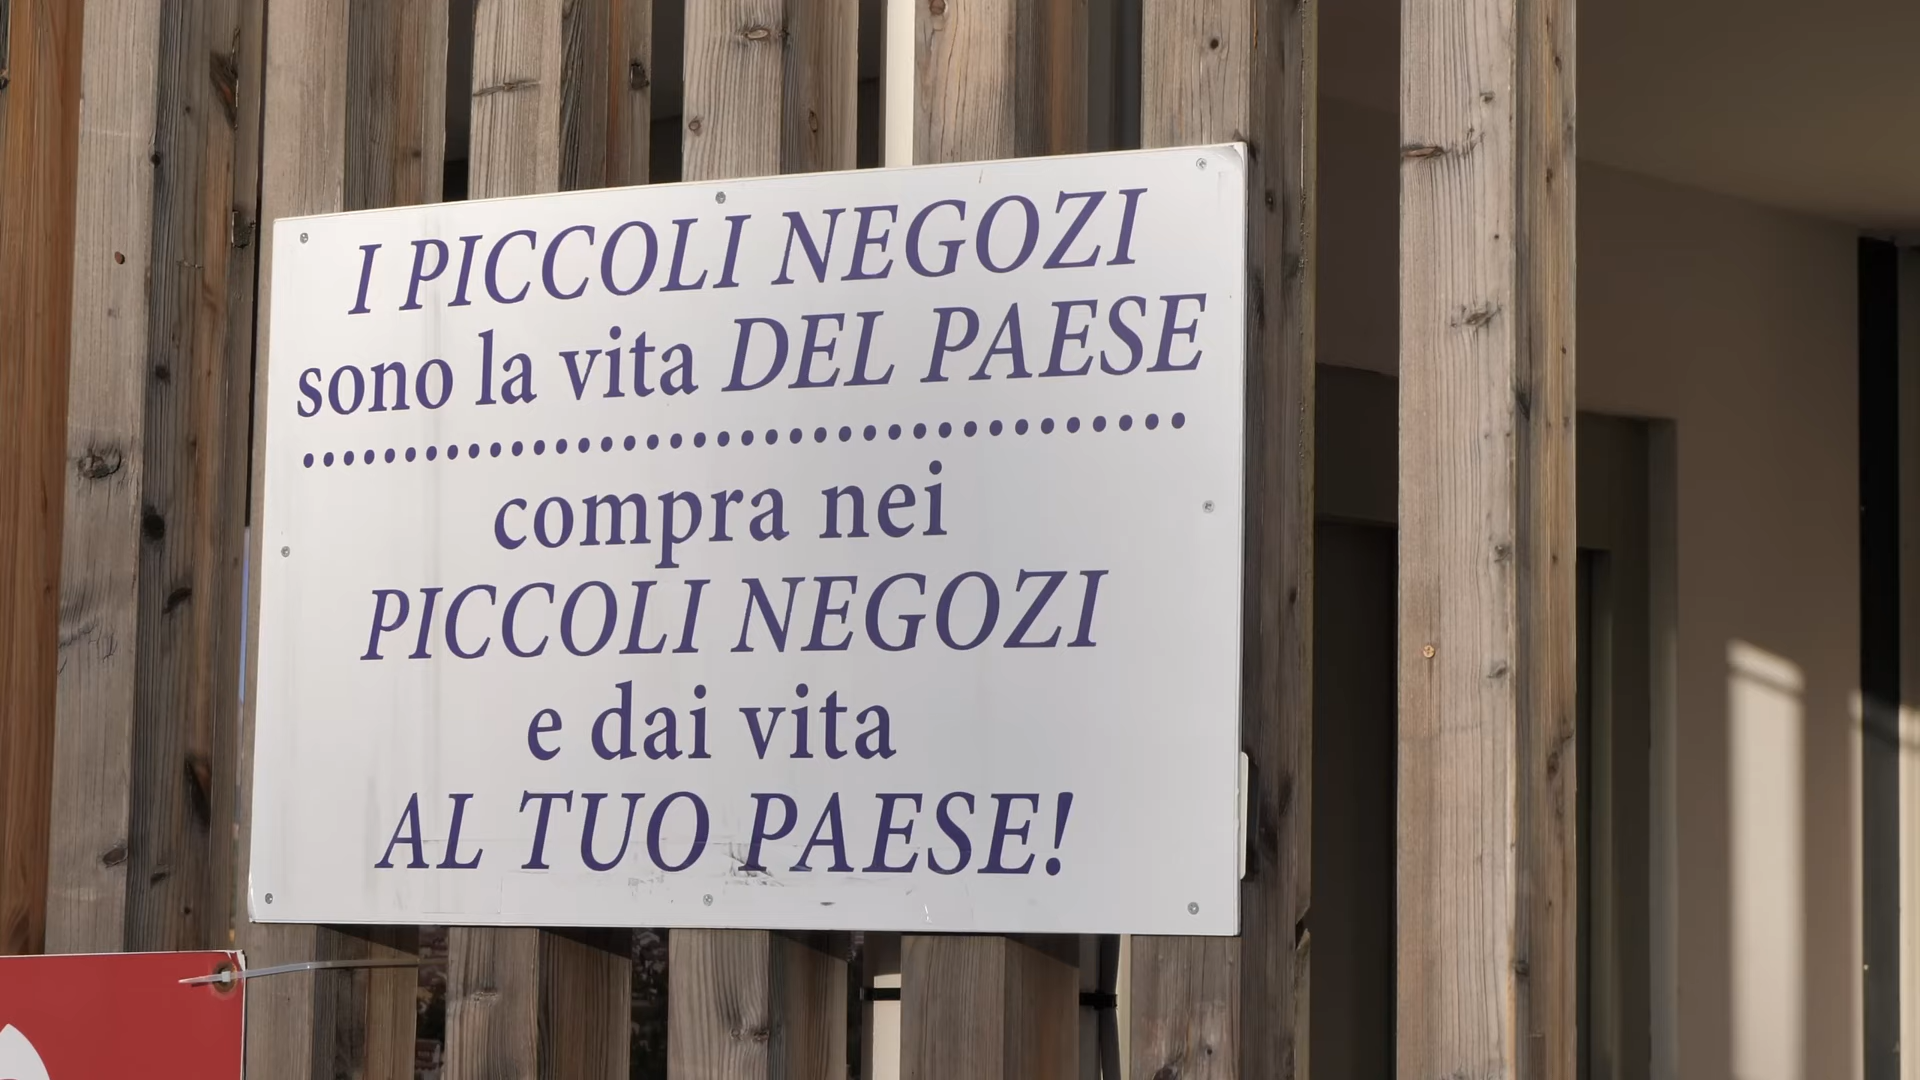 I PICCOLI NEGOZI
sono la vita DEL PAESE
compra nei
PICCOLI NEGOZI
e dai vita
AL TUO PAESE!